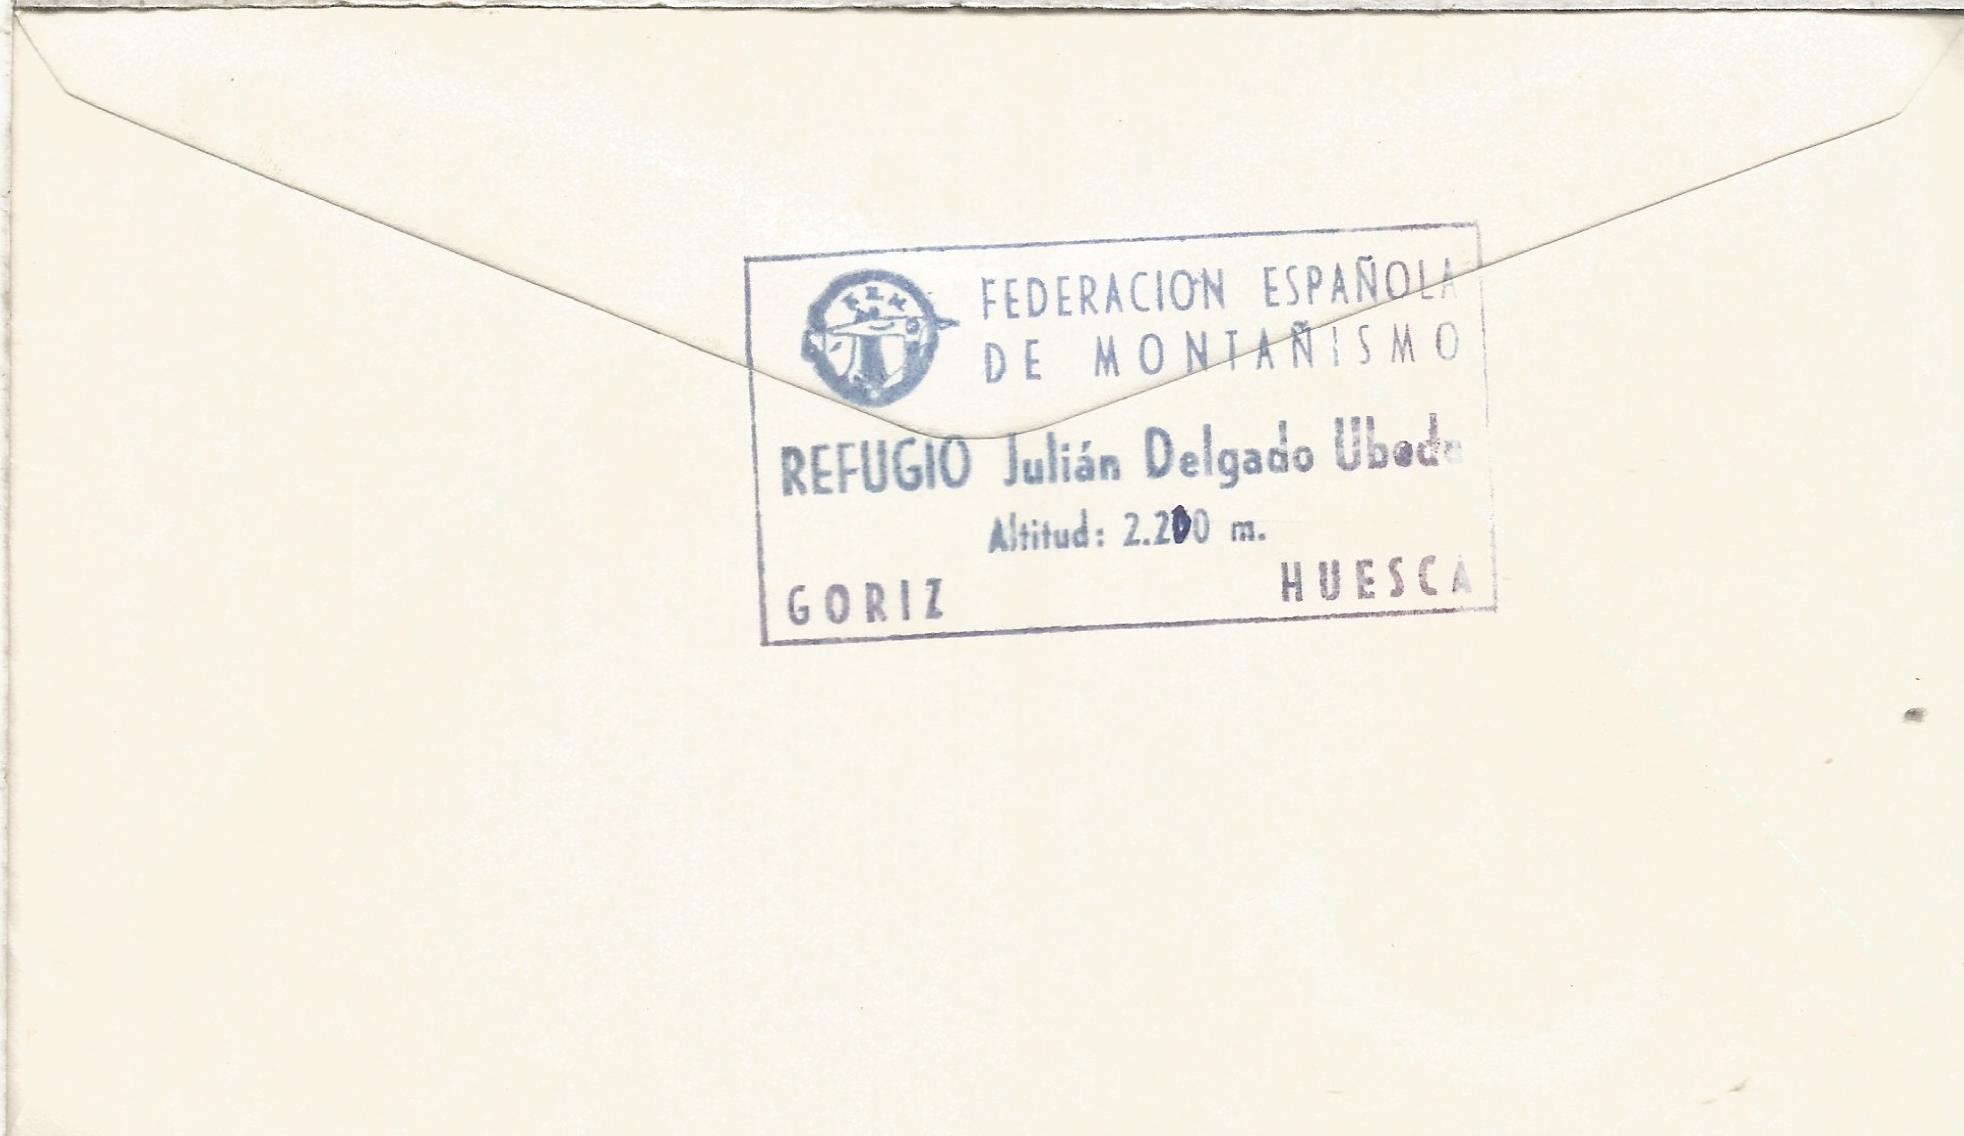 F.E.M.
FEDERACION ESPAÑOLA
DE MONTAÑISMO
REFUGIO Julián Delgado Ubeda
Altitud: 2.200 m.
GORIZ HUESCA